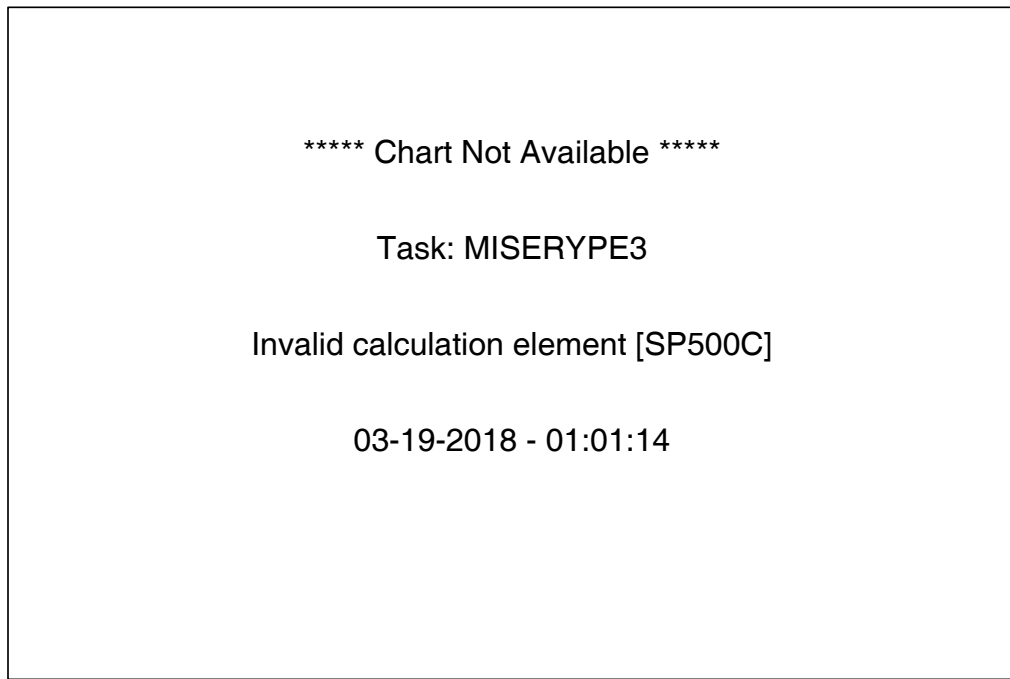 ***** Chart Not Available *****
Task: MISERYPE3
Invalid calculation element [SP500C]
03-19-2018 - 01:01:14